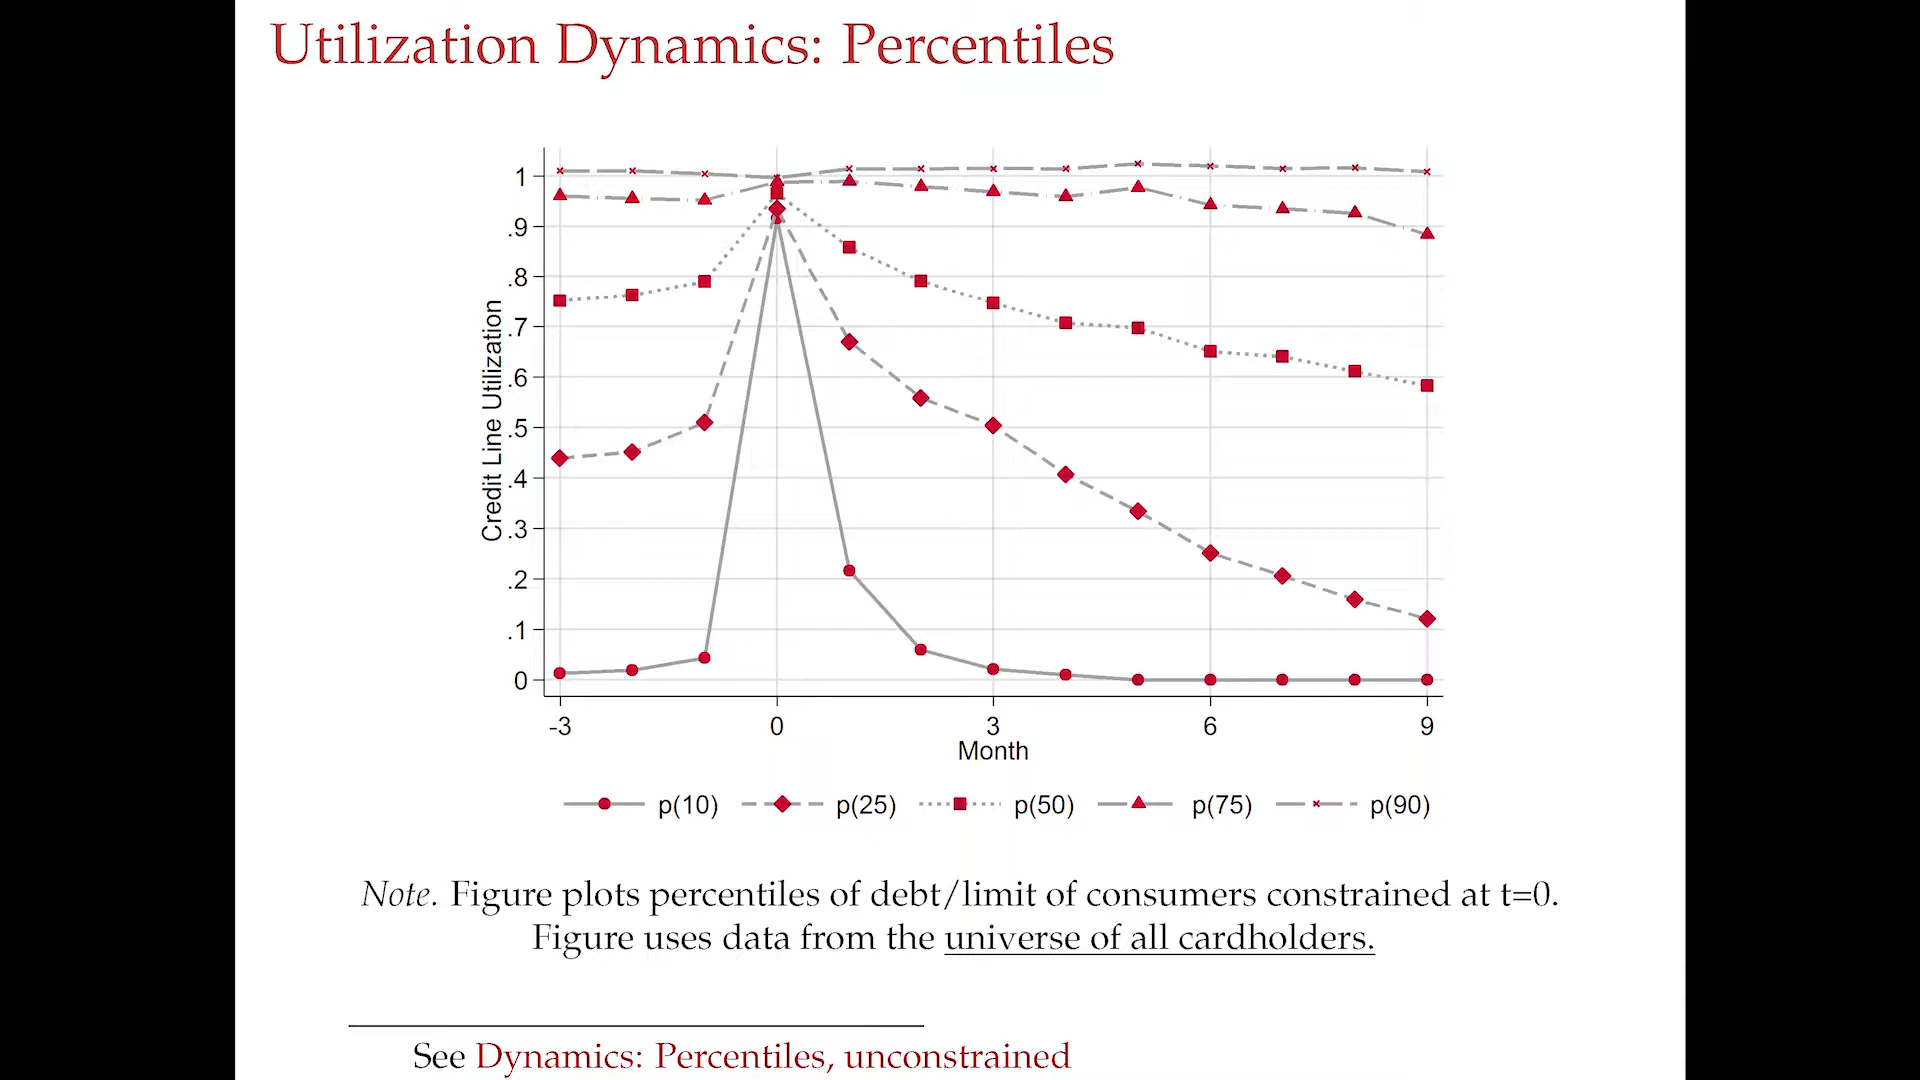 Utilization Dynamics: Percentiles
Credit Line Utilization
1
.9
.8
.7
.6
.5
.4
.3
.2
.1
0
-3 0 3 6 9
Month
p(10) p(25) p(50) p(75) p(90)
Note. Figure plots percentiles of debt/limit of consumers constrained at t=0.
Figure uses data from the universe of all cardholders.
See Dynamics: Percentiles, unconstrained